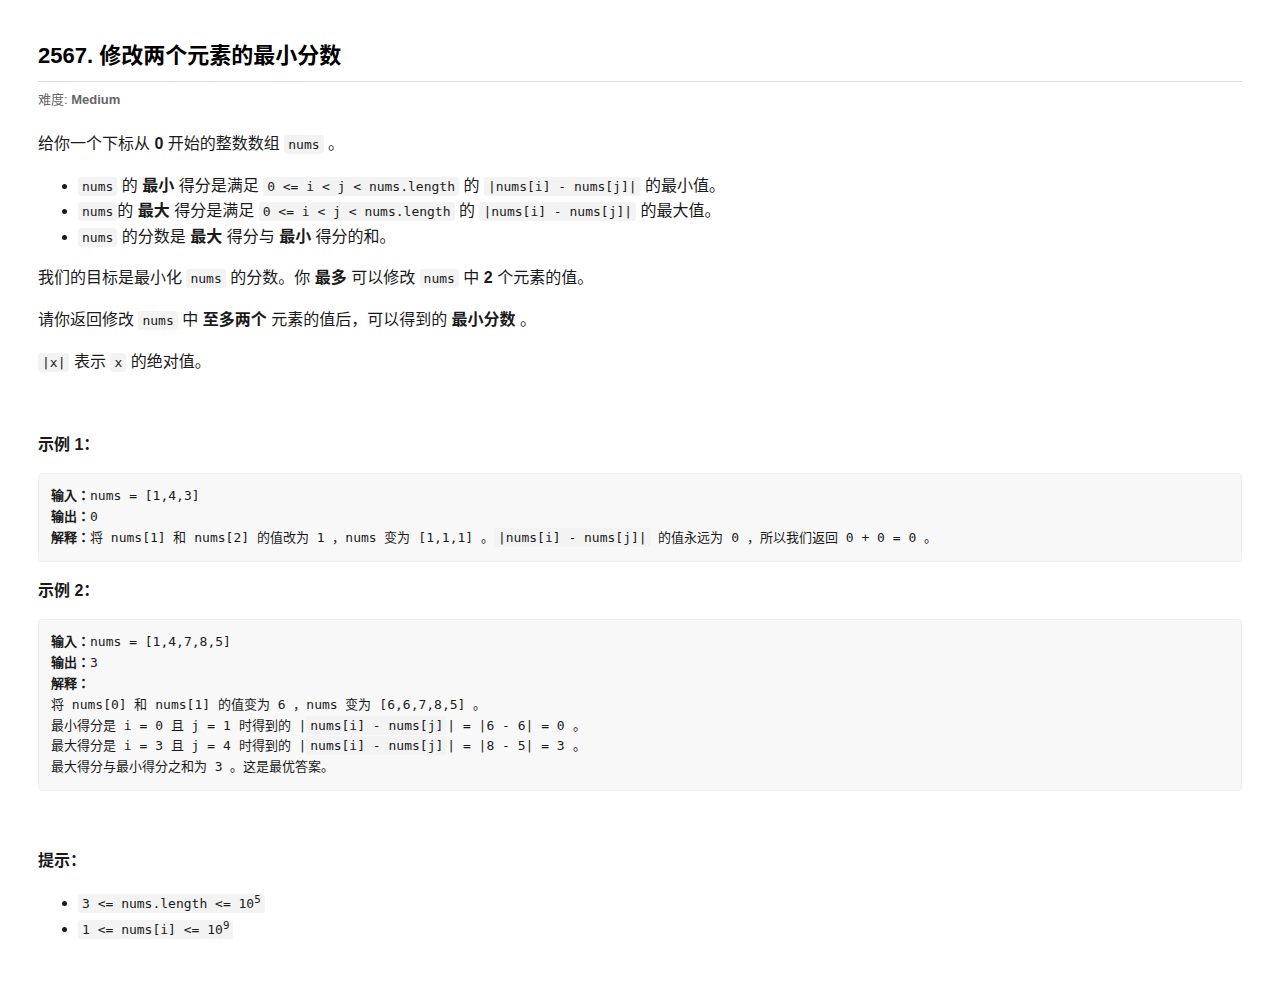 2567. 修改两个元素的最小分数
难度: Medium
给你一个下标从 0 开始的整数数组 nums 。
nums 的 最小 得分是满足 0 <= i < j < nums.length 的 |nums[i] - nums[j]| 的最小值。
nums 的 最大 得分是满足 0 <= i < j < nums.length 的 |nums[i] - nums[j]| 的最大值。
nums 的分数是 最大 得分与 最小 得分的和。
我们的目标是最小化 nums 的分数。你 最多 可以修改 nums 中 2 个元素的值。
请你返回修改 nums 中 至多两个 元素的值后，可以得到的 最小分数 。
|x| 表示 x 的绝对值。
示例 1：
输入：nums = [1,4,3]
输出：0
解释：将 nums[1] 和 nums[2] 的值改为 1 ，nums 变为 [1,1,1] 。|nums[i] - nums[j]| 的值永远为 0 ，所以我们返回 0 + 0 = 0 。
示例 2：
输入：nums = [1,4,7,8,5]
输出：3
解释：
将 nums[0] 和 nums[1] 的值变为 6 ，nums 变为 [6,6,7,8,5] 。
最小得分是 i = 0 且 j = 1 时得到的 |nums[i] - nums[j]| = |6 - 6| = 0 。
最大得分是 i = 3 且 j = 4 时得到的 |nums[i] - nums[j]| = |8 - 5| = 3 。
最大得分与最小得分之和为 3 。这是最优答案。
提示：
3 <= nums.length <= 10^5
1 <= nums[i] <= 10^9